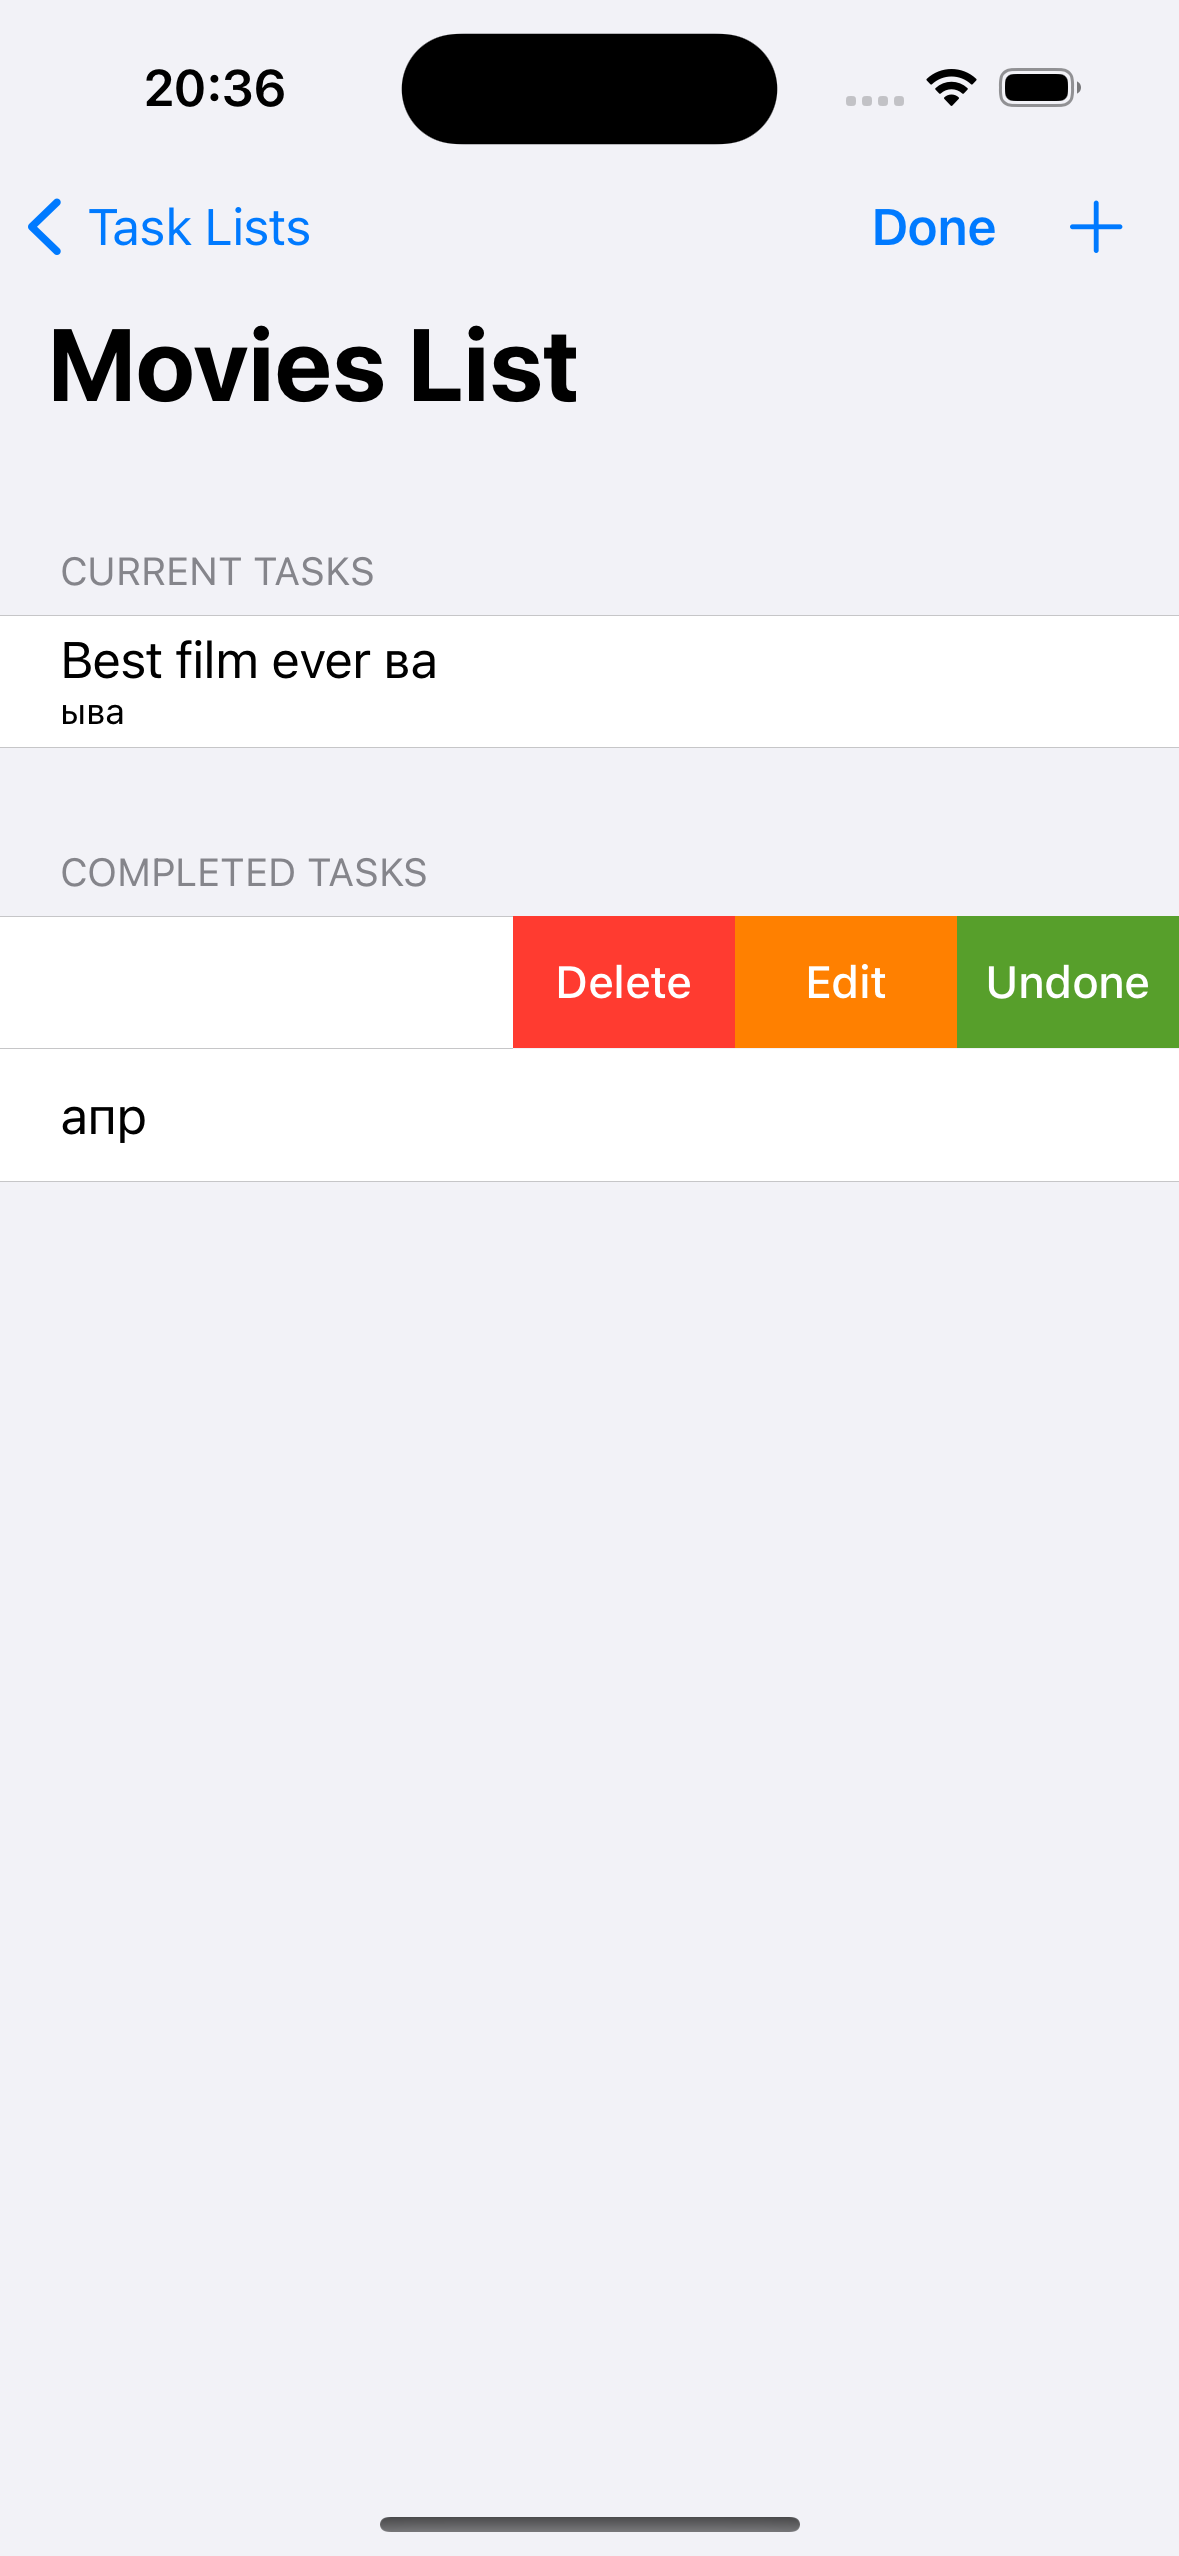 20:36
Task Lists Done
Movies List
CURRENT TASKS
Best film ever ва
ыва
COMPLETED TASKS
Delete Edit Undone
апр